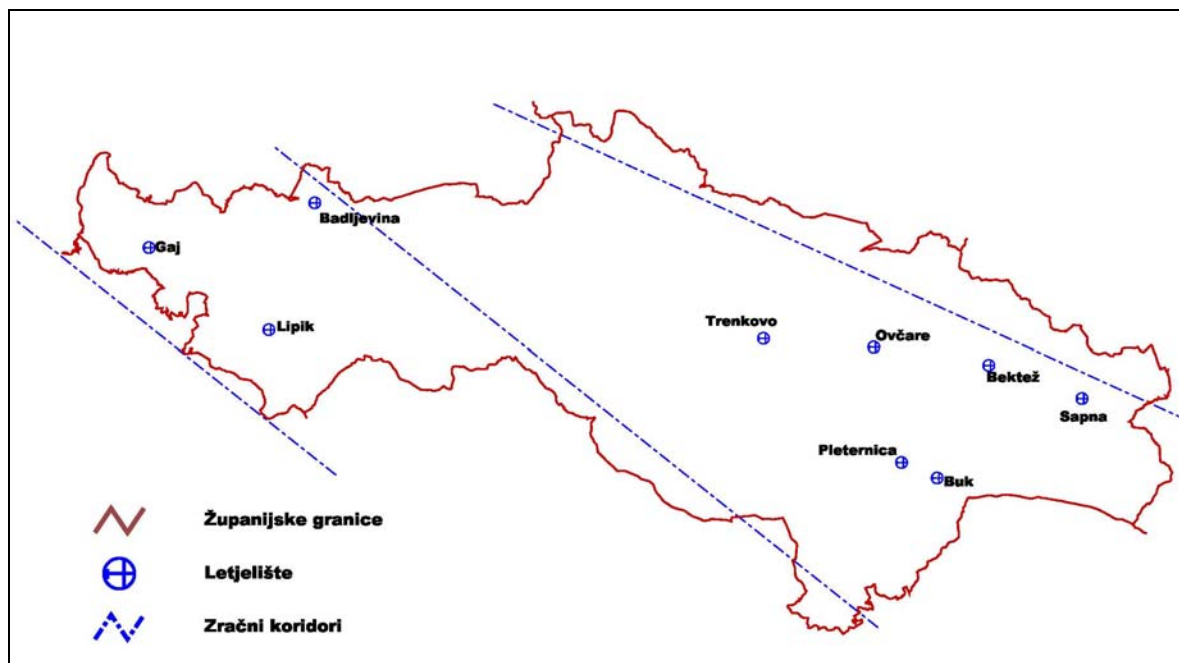 Badljevina
Gaj
Lipik
Trenkovo
Ovčare
Bektež
Sapna
Pleternica
Buk
Županijske granice
Letjelište
Zračni koridori